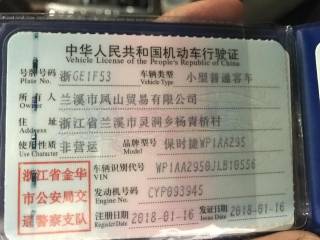 中华人民共和国机动车行驶证
Vehicle License of the People's Republic of China
号牌号码 浙GE1F53 车辆类型 小型普通客车
Plate No. Vehicle Type
所有人 兰溪市凤山贸易有限公司
Owner
住址 浙江省兰溪市灵洞乡杨青桥村
Address
使用性质 非营运 品牌型号 保时捷WP1AA295
Use Character Model
浙江省金华市公安局交通警察支队
车辆识别代号 WP1AA2950JLB10556
VIN
发动机号码 CYP093945
Engine No.
注册日期 2018-01-16 发证日期 2018-01-16
Register Date Issue Date